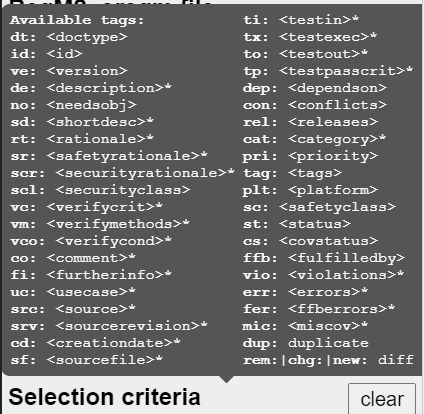 Available tags:
dt: <doctype>
id: <id>
ve: <version>
de: <description>*
no: <needsobj>
sd: <shortdesc>*
rt: <rationale>*
sr: <safetyrationale>*
scr: <securityrationale>*
scl: <securityclass>
vc: <verifycrit>*
vm: <verifymethods>*
vco: <verifycond>*
co: <comment>*
fi: <furtherinfo>*
uc: <usecase>*
src: <source>*
srv: <sourcerevision>*
cd: <creationdate>*
sf: <sourcefile>*
ti: <testin>*
tx: <testexec>*
to: <testout>*
tp: <testpasscrit>*
dep: <dependson>
con: <conflicts>
rel: <releases>
cat: <category>*
pri: <priority>
tag: <tags>
plt: <platform>
sc: <safetyclass>
st: <status>
cs: <covstatus>
ffb: <fulfilledby>
vio: <violations>*
err: <errors>*
fer: <ffberrors>*
mic: <miscov>*
dup: duplicate
rem:|chg:|new: diff
Selection criteria
clear